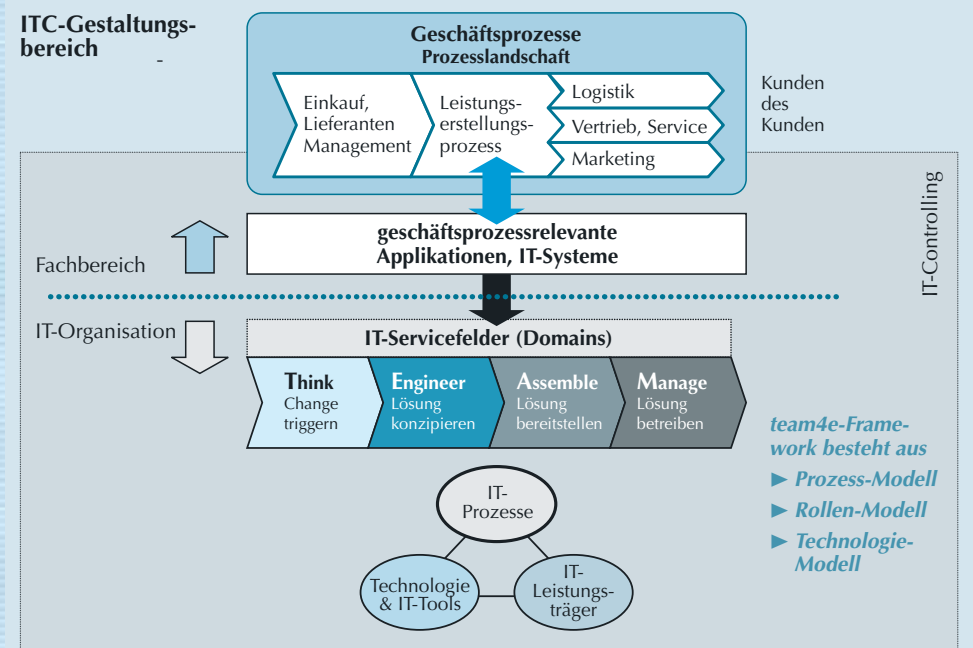 ITC-Gestaltungs-
bereich
-
Geschäftsprozesse
Prozesslandschaft
Einkauf,
Lieferanten
Management
Leistungs-
erstellungs-
prozess
Logistik
Vertrieb, Service
Marketing
Kunden
des
Kunden
IT-Controlling
geschäftsprozessrelevante
Applikationen, IT-Systeme
Fachbereich
IT-Organisation
IT-Servicefelder (Domains)
Think
Change
triggern
Engineer
Lösung
konzipieren
Assemble
Lösung
bereitstellen
Manage
Lösung
betreiben
team4e-Frame-
work besteht aus
► Prozess-Modell
► Rollen-Modell
► Technologie-
Modell
IT-
Prozesse
Technologie
& IT-Tools
IT-
Leistungs-
träger